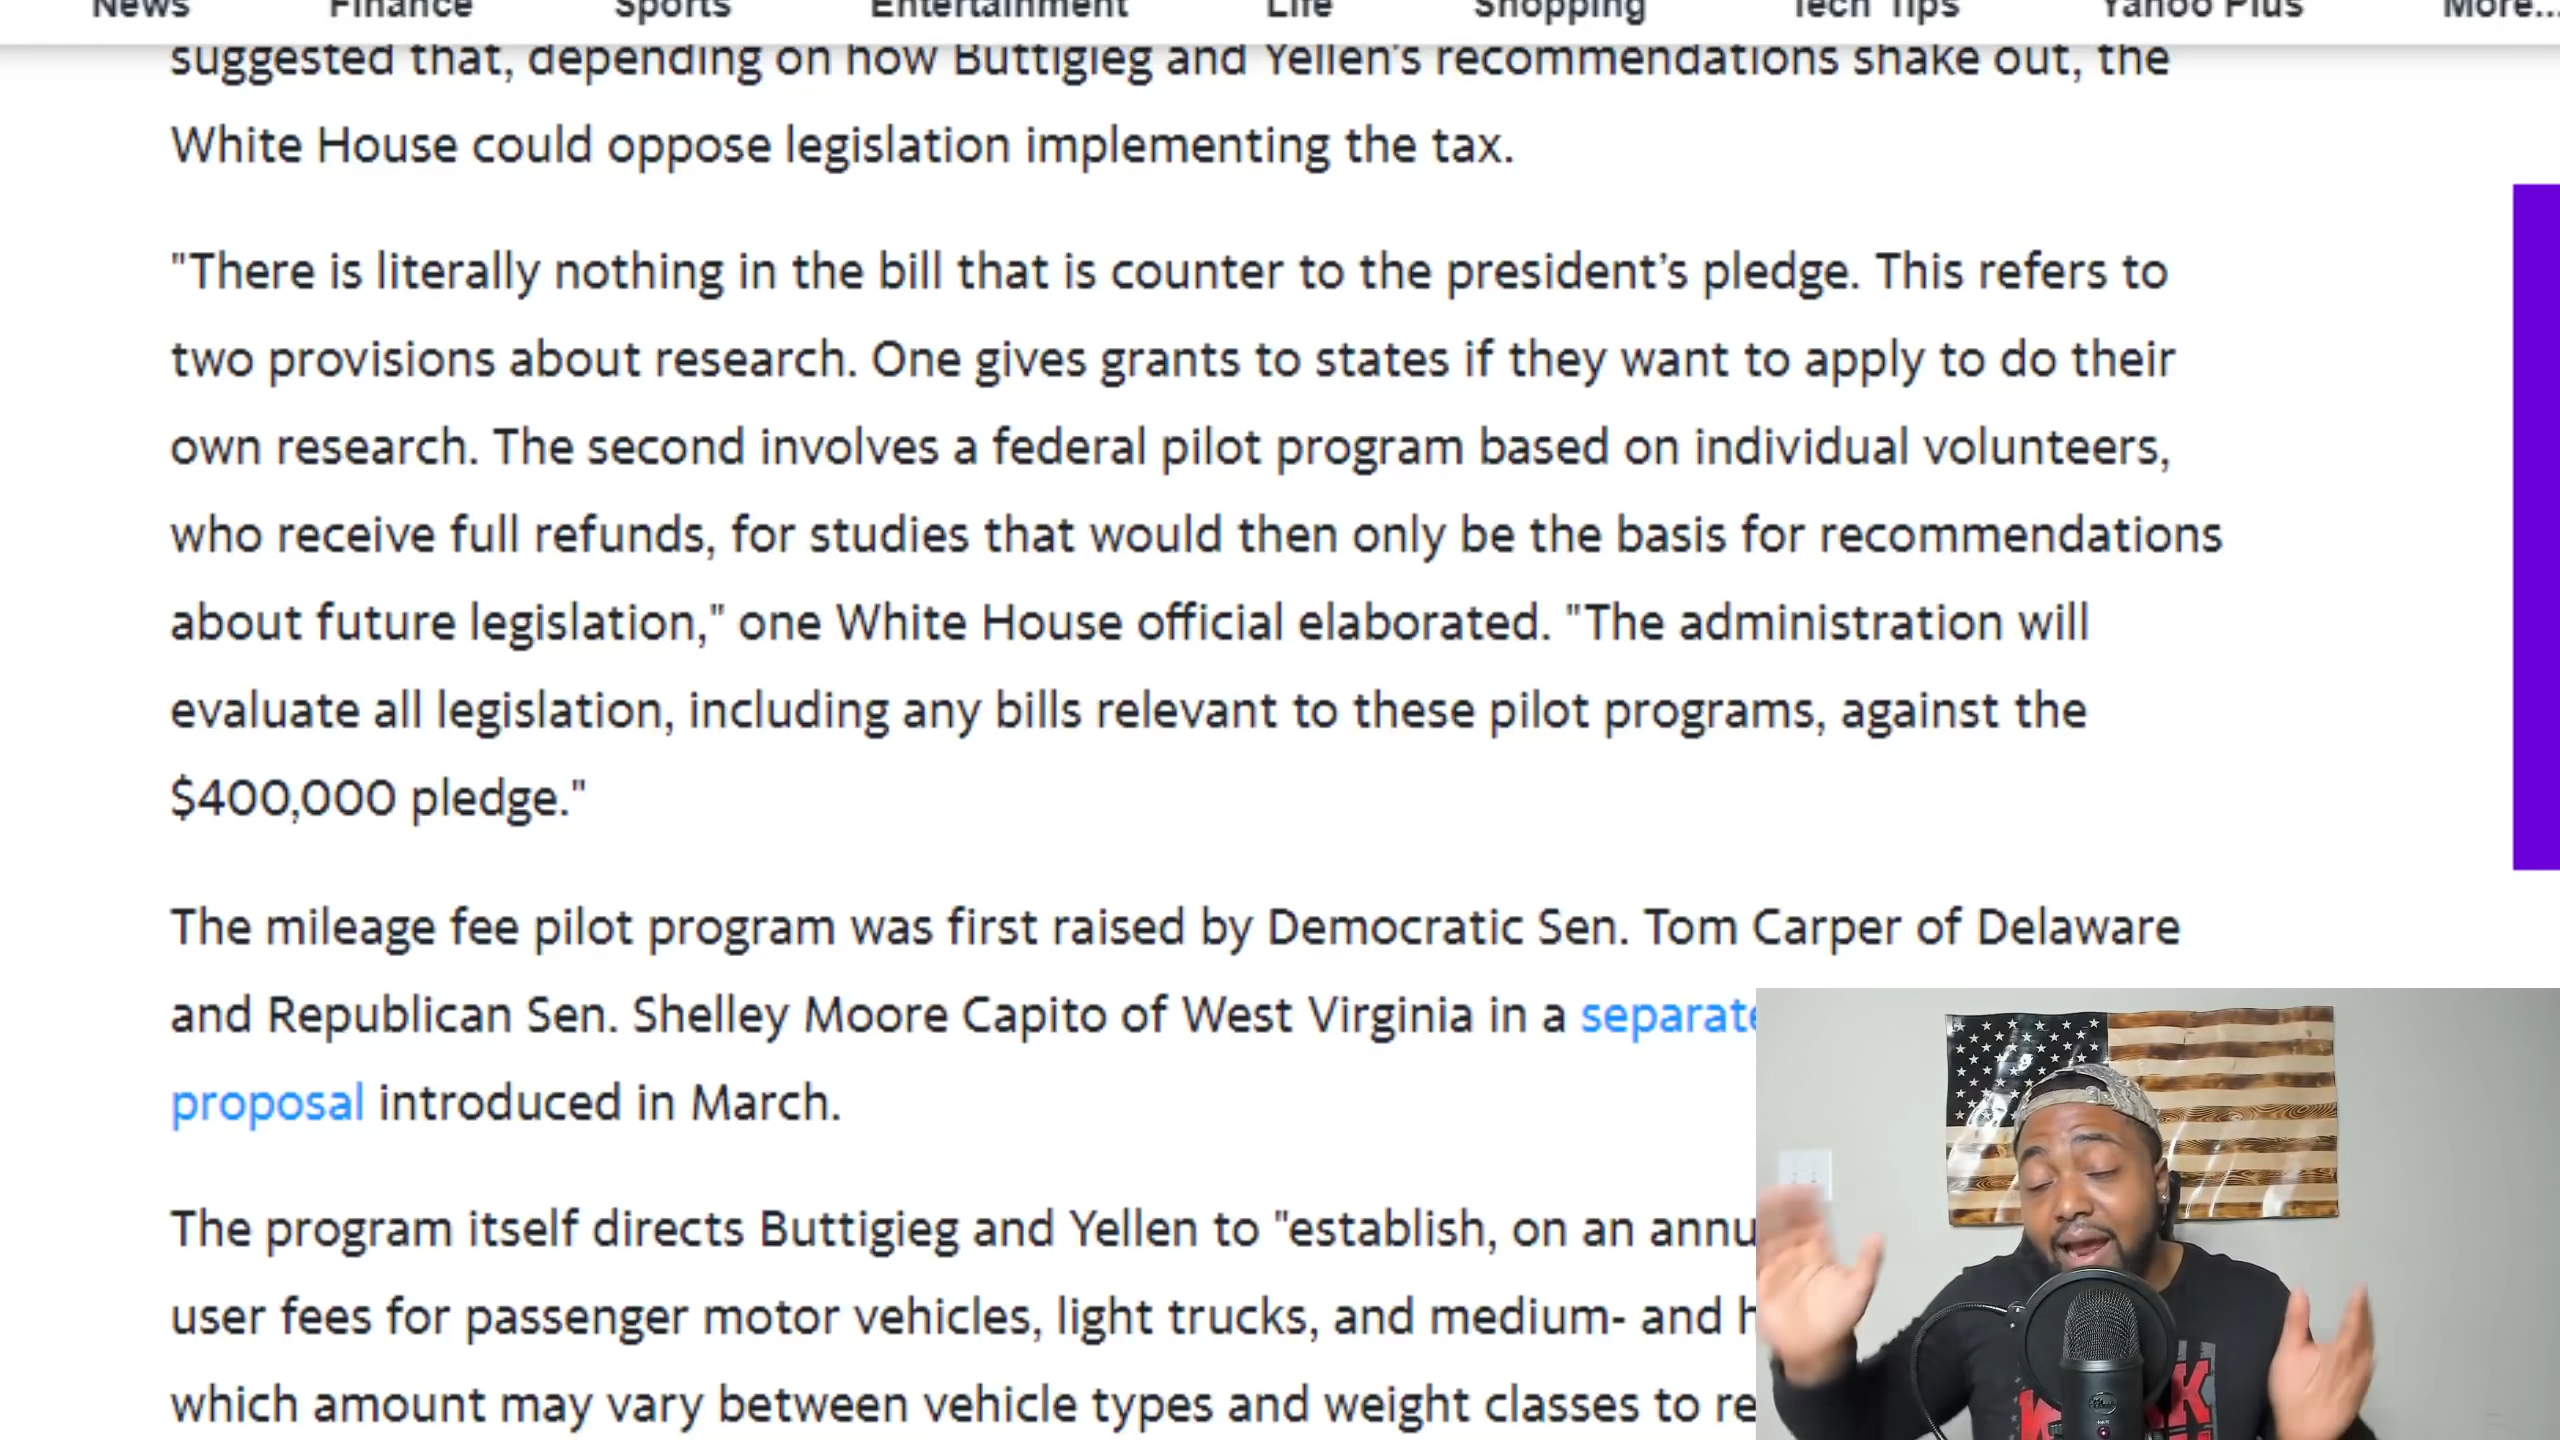 News Finance Sports Entertainment Life Shopping Tech Tips Yahoo Plus More...
suggested that, depending on how Buttigieg and Yellen's recommendations shake out, the
White House could oppose legislation implementing the tax.
"There is literally nothing in the bill that is counter to the president’s pledge. This refers to
two provisions about research. One gives grants to states if they want to apply to do their
own research. The second involves a federal pilot program based on individual volunteers,
who receive full refunds, for studies that would then only be the basis for recommendations
about future legislation," one White House official elaborated. "The administration will
evaluate all legislation, including any bills relevant to these pilot programs, against the
$400,000 pledge."
The mileage fee pilot program was first raised by Democratic Sen. Tom Carper of Delaware
and Republican Sen. Shelley Moore Capito of West Virginia in a separate
proposal introduced in March.
The program itself directs Buttigieg and Yellen to "establish, on an
user fees for passenger motor vehicles, light trucks, and medium- and
which amount may vary between vehicle types and weight classes to